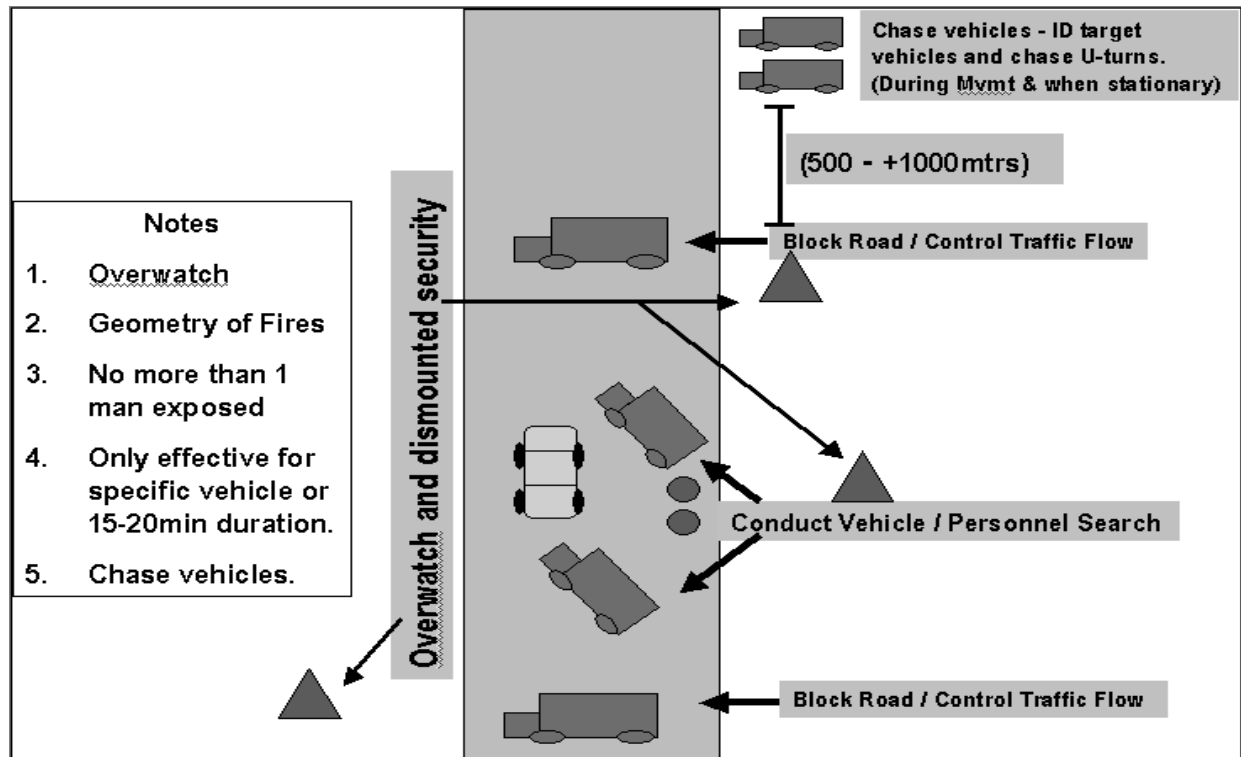 Chase vehicles - ID target
vehicles and chase U-turns.
(During Mvmt & when stationary)
(500 - +1000mtrs)
Block Road / Control Traffic Flow
Overwatch and dismounted security
Notes
1. Overwatch
2. Geometry of Fires
3. No more than 1
man exposed
4. Only effective for
specific vehicle or
15-20min duration.
5. Chase vehicles.
Conduct Vehicle / Personnel Search
Block Road / Control Traffic Flow